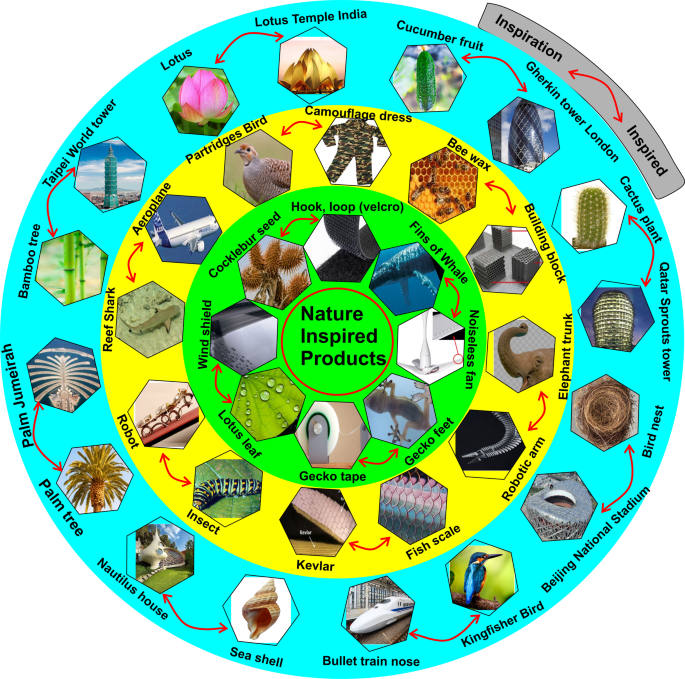 Inspiration
Inspired
Lotus Temple India
Lotus
Cucumber fruit
Gherkin tower London
Cactus plant
Qatar Sprouts tower
Bird nest
Beijing National Stadium
Kingfisher Bird
Bullet train nose
Sea shell
Nautilus house
Palm tree
Palm Jumeirah
Bamboo tree
Taipei World tower
Partridges Bird
Camouflage dress
Bee wax
Building block
Elephant trunk
Robotic arm
Fish scale
Kevlar
Kevlar
Insect
Robot
Reef Shark
Aeroplane
Cocklebur seed
Hook, loop (velcro)
Fins of Whale
Noiseless fan
Gecko feet
Gecko tape
Lotus leaf
Wind shield
Nature
Inspired
Products